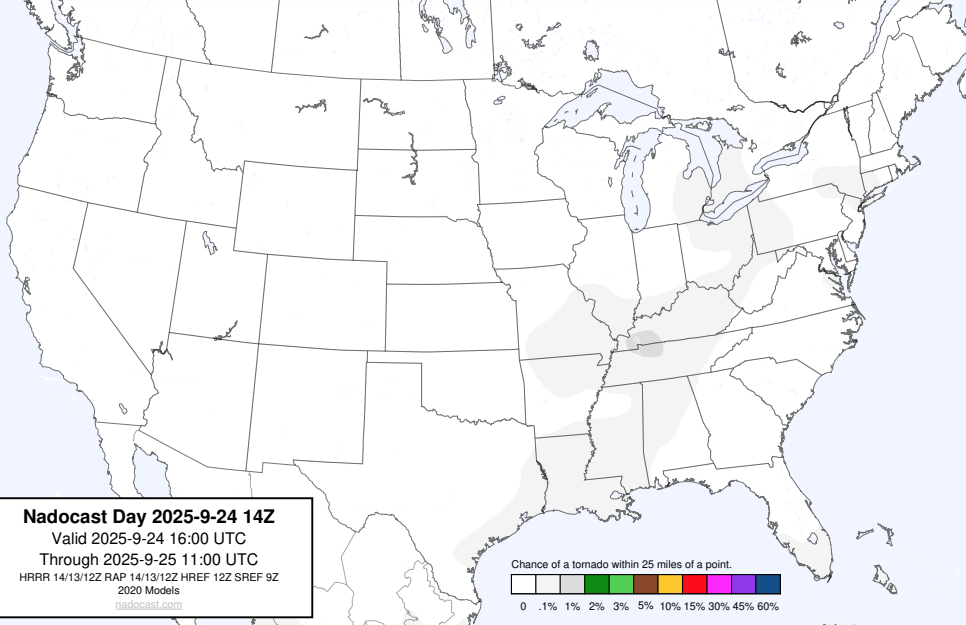 Nadocast Day 2025-9-24 14Z
Valid 2025-9-24 16:00 UTC
Through 2025-9-25 11:00 UTC
HRRR 14/13/12Z RAP 14/13/12Z HREF 12Z SREF 9Z
2020 Models
nadocast.com
Chance of a tornado within 25 miles of a point.
0 .1% 1% 2% 3% 5% 10% 15% 30% 45% 60%